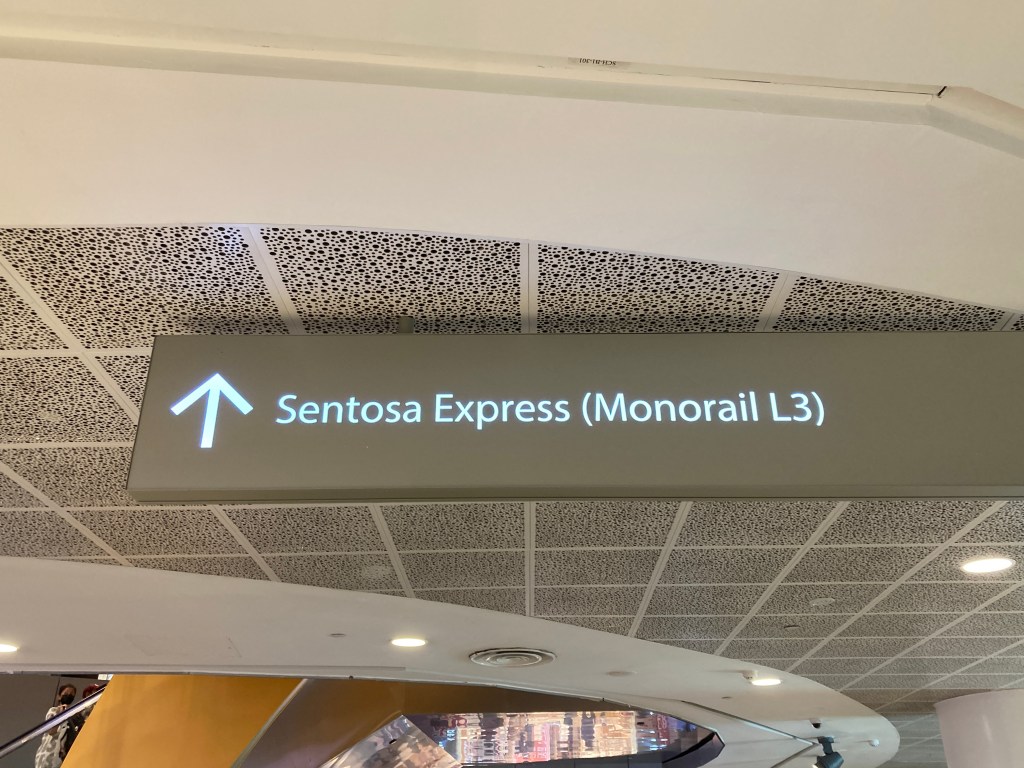 Sentosa Express (Monorail L3)